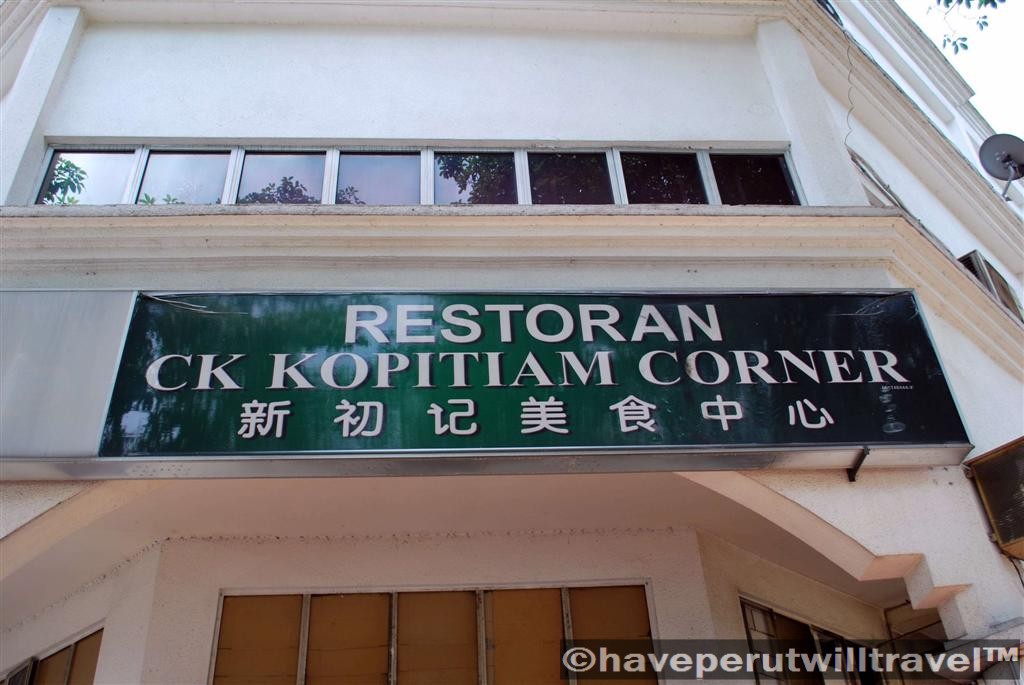 RESTORAN
CK KOPITIAM CORNER
新初记美食中心
©haveperutwilltravel™